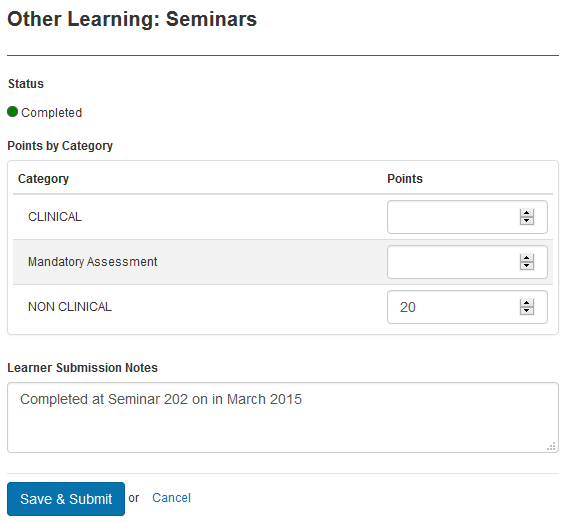 Other Learning: Seminars
Status
Completed
Points by Category
Category Points
CLINICAL
Mandatory Assessment
NON CLINICAL 20
Learner Submission Notes
Completed at Seminar 202 on in March 2015
Save & Submit or Cancel